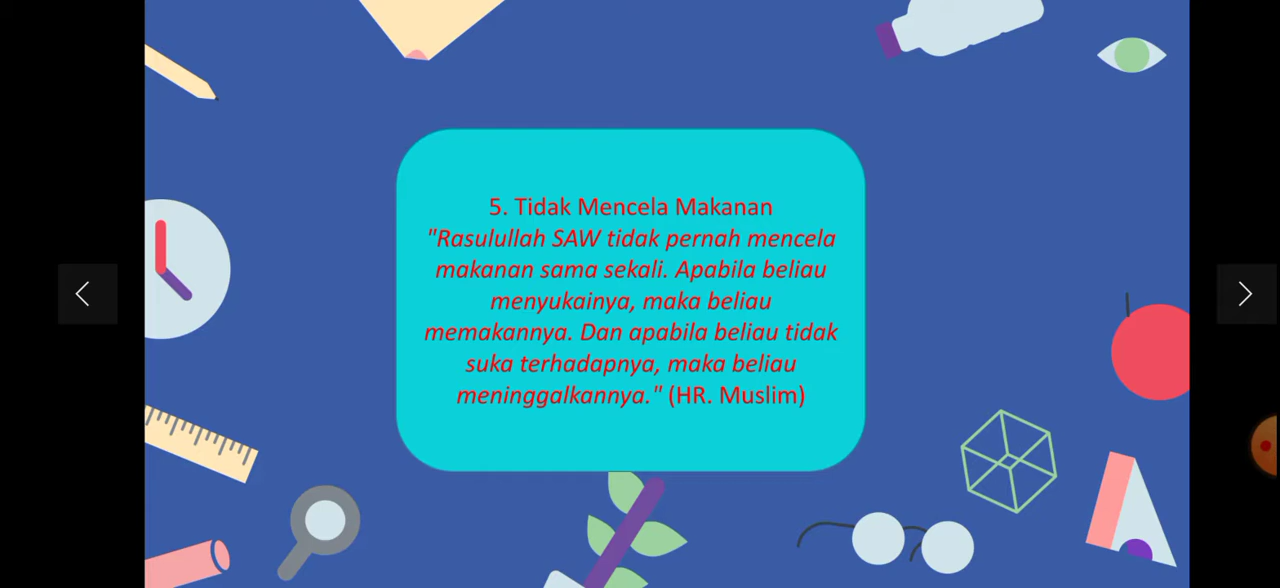 5. Tidak Mencela Makanan
"Rasulullah SAW tidak pernah mencela
makanan sama sekali. Apabila beliau
menyukainya, maka beliau
memakannya. Dan apabila beliau tidak
suka terhadapnya, maka beliau
meninggalkannya." (HR. Muslim)